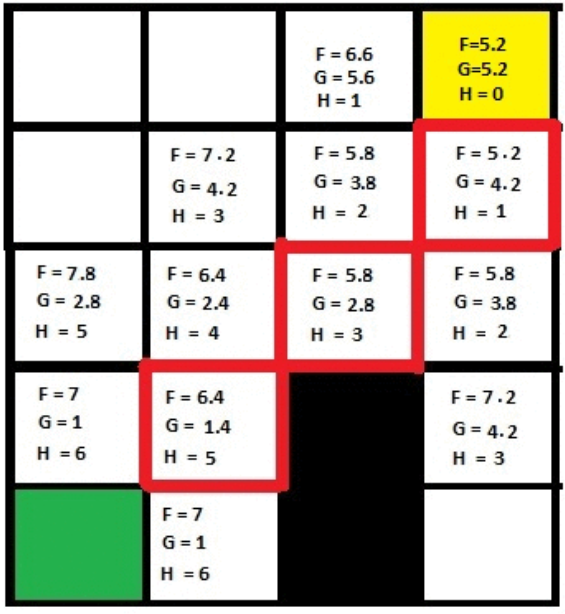 F = 6.6
G = 5.6
H = 1
F=5.2
G=5.2
H = 0
F = 7.2
G = 4.2
H = 3
F = 5.8
G = 3.8
H = 2
F = 5.2
G = 4.2
H = 1
F = 7.8
G = 2.8
H = 5
F = 6.4
G = 2.4
H = 4
F = 5.8
G = 2.8
H = 3
F = 5.8
G = 3.8
H = 2
F = 7
G = 1
H = 6
F = 6.4
G = 1.4
H = 5
F = 7.2
G = 4.2
H = 3
F = 7
G = 1
H = 6